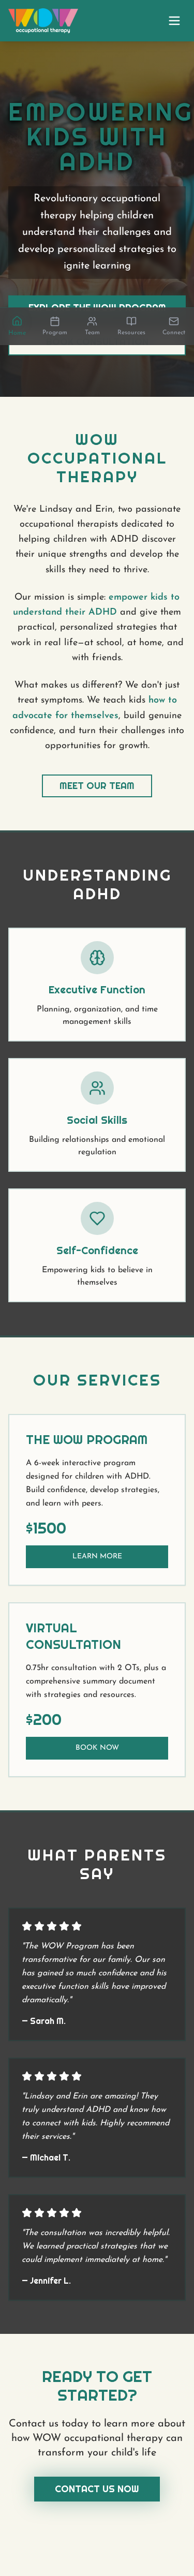 WOW
occupational therapy
EMPOWERING
KIDS WITH
ADHD
Revolutionary occupational
therapy helping children
understand their challenges and
develop personalized strategies to
ignite learning
EXPLORE THE WOW PROGRAM
Home Program Team Resources Connect
WOW
OCCUPATIONAL
THERAPY
We're Lindsay and Erin, two passionate
occupational therapists dedicated to
helping children with ADHD discover
their unique strengths and develop the
skills they need to thrive.
Our mission is simple: empower kids to
understand their ADHD and give them
practical, personalized strategies that
work in real life—at school, at home, and
with friends.
What makes us different? We don't just
treat symptoms. We teach kids how to
advocate for themselves, build genuine
confidence, and turn their challenges into
opportunities for growth.
MEET OUR TEAM
UNDERSTANDING
ADHD
Executive Function
Planning, organization, and time
management skills
Social Skills
Building relationships and emotional
regulation
Self-Confidence
Empowering kids to believe in
themselves
OUR SERVICES
THE WOW PROGRAM
A 6-week interactive program
designed for children with ADHD.
Build confidence, develop strategies,
and learn with peers.
$1500
LEARN MORE
VIRTUAL
CONSULTATION
0.75hr consultation with 2 OTs, plus a
comprehensive summary document
with strategies and resources.
$200
BOOK NOW
WHAT PARENTS
SAY
"The WOW Program has been
transformative for our family. Our son
has gained so much confidence and his
executive function skills have improved
dramatically."
— Sarah M.
"Lindsay and Erin are amazing! They
truly understand ADHD and know how
to connect with kids. Highly recommend
their services."
— Michael T.
"The consultation was incredibly helpful.
We learned practical strategies that we
could implement immediately at home."
— Jennifer L.
READY TO GET
STARTED?
Contact us today to learn more about
how WOW occupational therapy can
transform your child's life
CONTACT US NOW